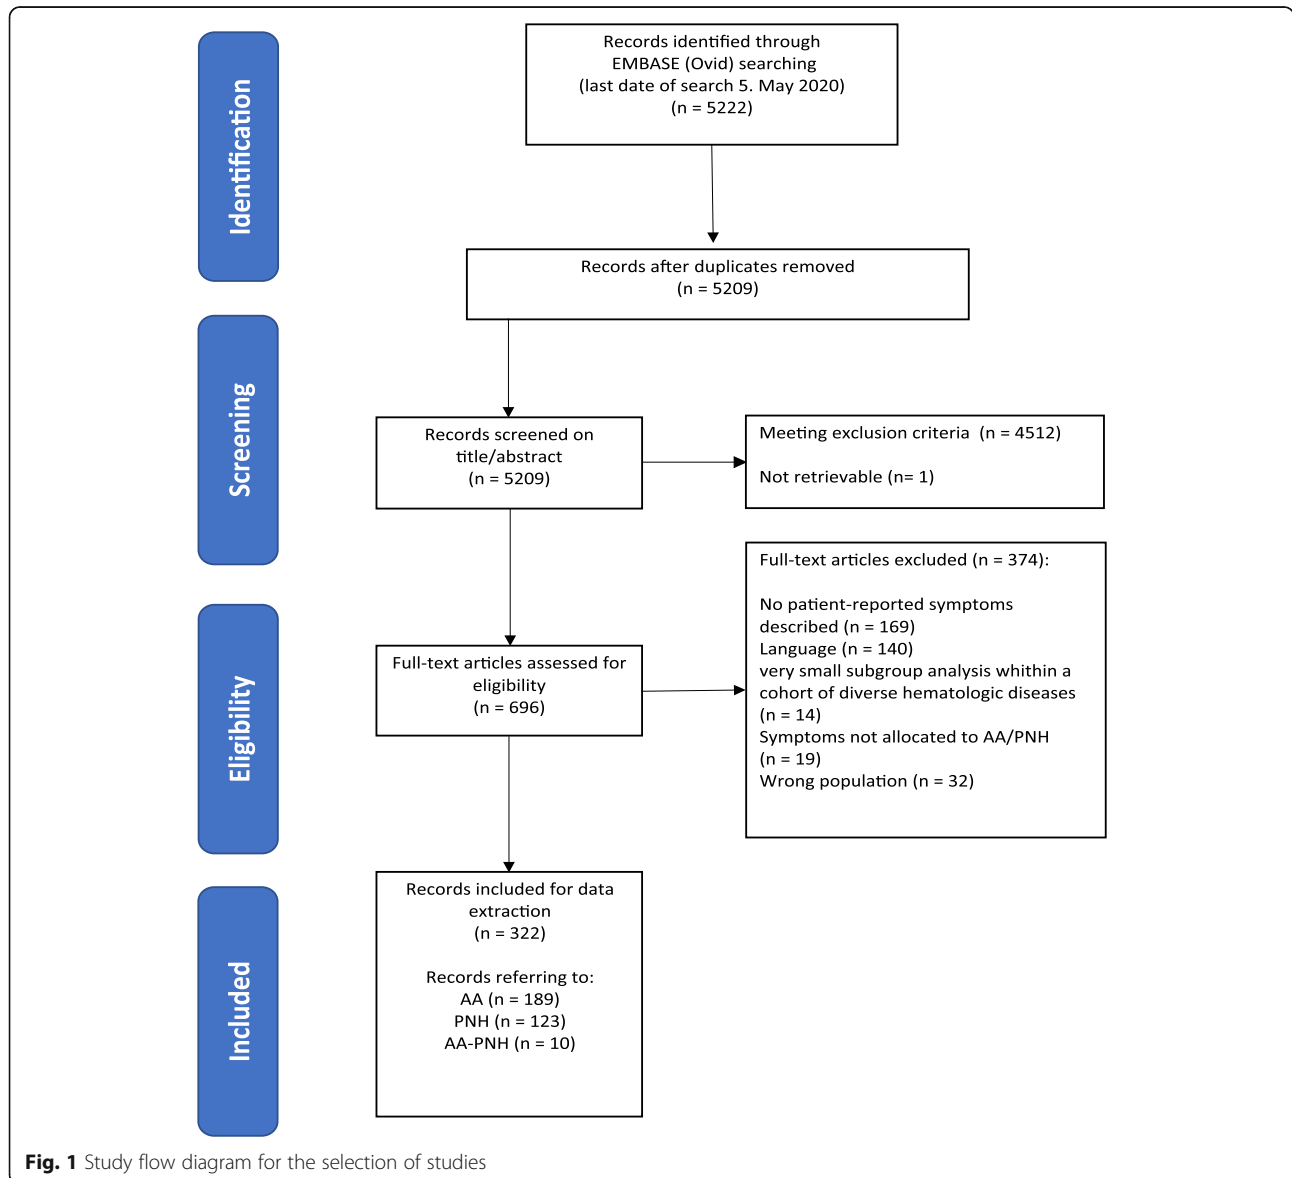 Identification
Records identified through
EMBASE (Ovid) searching
(last date of search 5. May 2020)
(n = 5222)
Records after duplicates removed
(n = 5209)
Screening
Records screened on
title/abstract
(n = 5209)
Meeting exclusion criteria (n = 4512)
Not retrievable (n= 1)
Eligibility
Full-text articles assessed for
eligibility
(n = 696)
Full-text articles excluded (n = 374):
No patient-reported symptoms
described (n = 169)
Language (n = 140)
very small subgroup analysis whithin a
cohort of diverse hematologic diseases
(n = 14)
Symptoms not allocated to AA/PNH
(n = 19)
Wrong population (n = 32)
Included
Records included for data
extraction
(n = 322)
Records referring to:
AA (n = 189)
PNH (n = 123)
AA-PNH (n = 10)
Fig. 1 Study flow diagram for the selection of studies